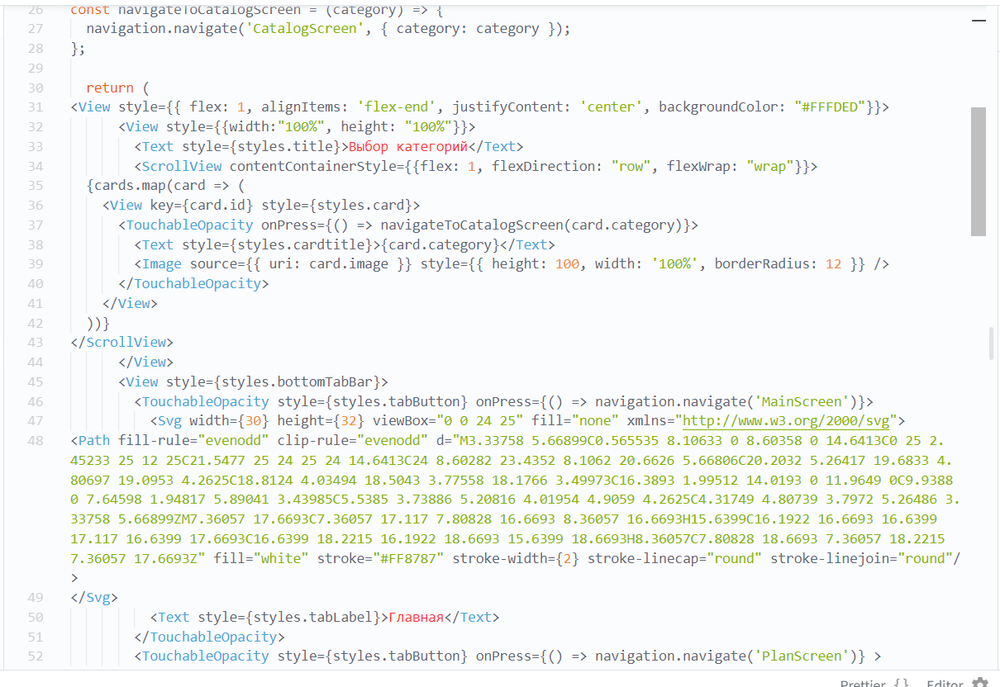 26 const navigateToCatalogScreen = (category) => {
27 navigation.navigate('CatalogScreen', { category: category });
28 };
29
30 return (
31 <View style={{ flex: 1, alignItems: 'flex-end', justifyContent: 'center', backgroundColor: "#FFFDED"}}>
32 <View style={{width:"100%", height: "100%"}}>
33 <Text style={styles.title}>Выбор категорий</Text>
34 <ScrollView contentContainerStyle={{flex: 1, flexDirection: "row", flexWrap: "wrap"}}>
35 {cards.map(card => (
36 <View key={card.id} style={styles.card}>
37 <TouchableOpacity onPress={() => navigateToCatalogScreen(card.category)}>
38 <Text style={styles.cardtitle}>{card.category}</Text>
39 <Image source={{ uri: card.image }} style={{ height: 100, width: '100%', borderRadius: 12 }} />
40 </TouchableOpacity>
41 </View>
42 ))}
43 </ScrollView>
44 </View>
45 <View style={styles.bottomTabBar}>
46 <TouchableOpacity style={styles.tabButton} onPress={() => navigation.navigate('MainScreen')}>
47 <Svg width={30} height={32} viewBox="0 0 24 25" fill="none" xmlns="http://www.w3.org/2000/svg">
48 <Path fill-rule="evenodd" clip-rule="evenodd" d="M3.33758 5.66899C0.565535 8.10633 0 8.60358 0 14.6413C0 25 2.
45233 25 12 25C21.5477 25 24 25 24 14.6413C24 8.60282 23.4352 8.1062 20.6626 5.66806C20.2032 5.26417 19.6833 4.
80697 19.0953 4.2625C18.8124 4.03494 18.5043 3.77558 18.1766 3.49973C16.3893 1.99512 14.0193 0 11.9649 0C9.9388
0 7.64598 1.94817 5.89041 3.43985C5.5385 3.73886 5.20816 4.01954 4.9059 4.2625C4.31749 4.80739 3.7972 5.26486 3.
33758 5.66899ZM7.36057 17.6693C7.36057 17.117 7.80828 16.6693 8.36057 16.6693H15.6399C16.1922 16.6693 16.6399
17.117 16.6399 17.6693C16.6399 18.2215 16.1922 18.6693 15.6399 18.6693H8.36057C7.80828 18.6693 7.36057 18.2215
7.36057 17.6693Z" fill="white" stroke="#FF8787" stroke-width={2} stroke-linecap="round" stroke-linejoin="round"/
>
49 </Svg>
50 <Text style={styles.tabLabel}>Главная</Text>
51 </TouchableOpacity>
52 <TouchableOpacity style={styles.tabButton} onPress={() => navigation.navigate('PlanScreen')} >
Prettier {} Editor